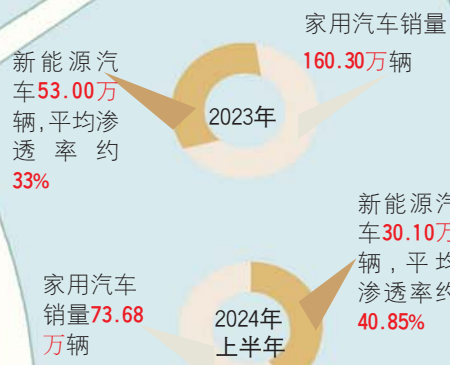 家用汽车销量
160.30万辆
新能源汽
车53.00万
辆,平均渗
透率约
33%
2023年
新能源汽
车30.10万
辆,平均
渗透率约
40.85%
家用汽车
销量73.68
万辆
2024年
上半年